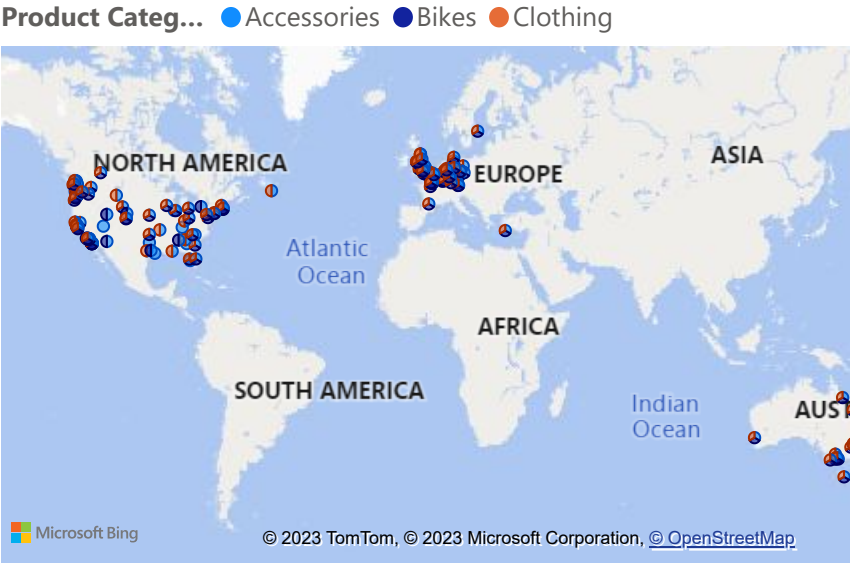 Product Categ... Accessories Bikes Clothing
NORTH AMERICA
EUROPE
ASIA
Atlantic
Ocean
AFRICA
SOUTH AMERICA
Indian
Ocean
AUST
Microsoft Bing
© 2023 TomTom, © 2023 Microsoft Corporation, © OpenStreetMap